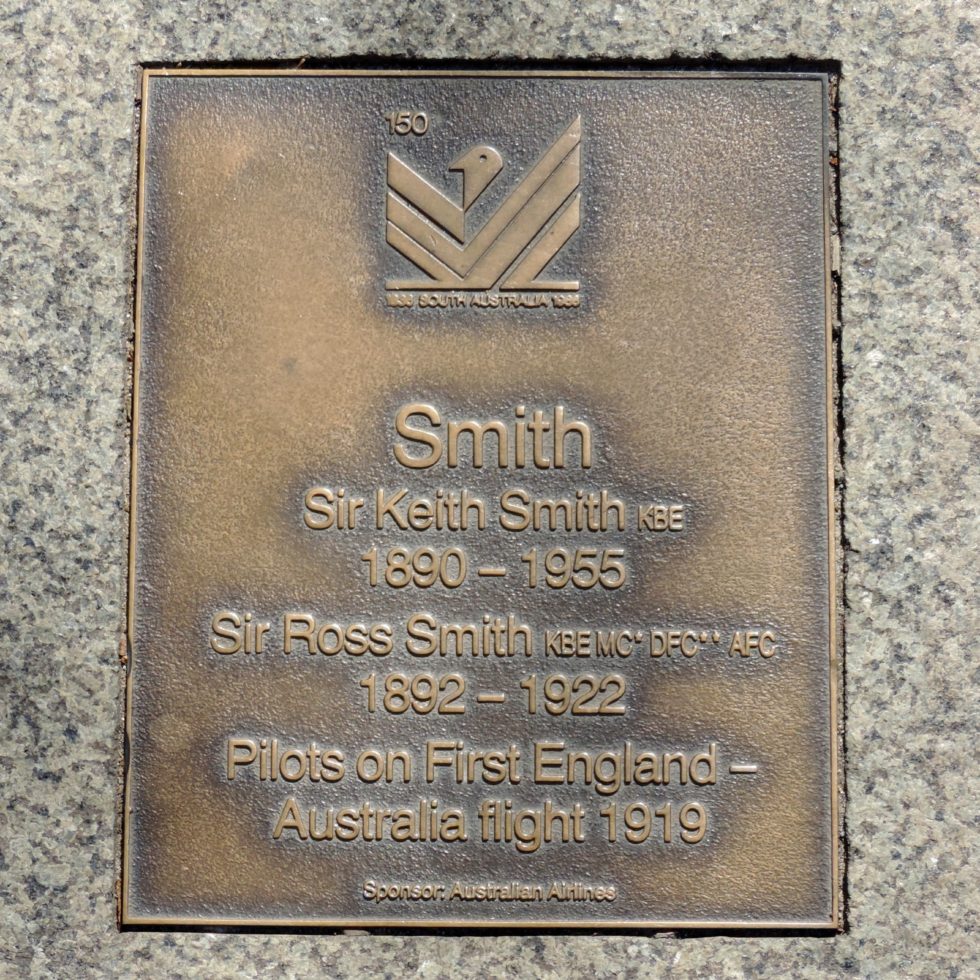 150
1836 SOUTH AUSTRALIA 1986
Smith
Sir Keith Smith KBE
1890 – 1955
Sir Ross Smith KBE MC* DFC** AFC
1892 – 1922
Pilots on First England –
Australia flight 1919
Sponsor: Australian Airlines